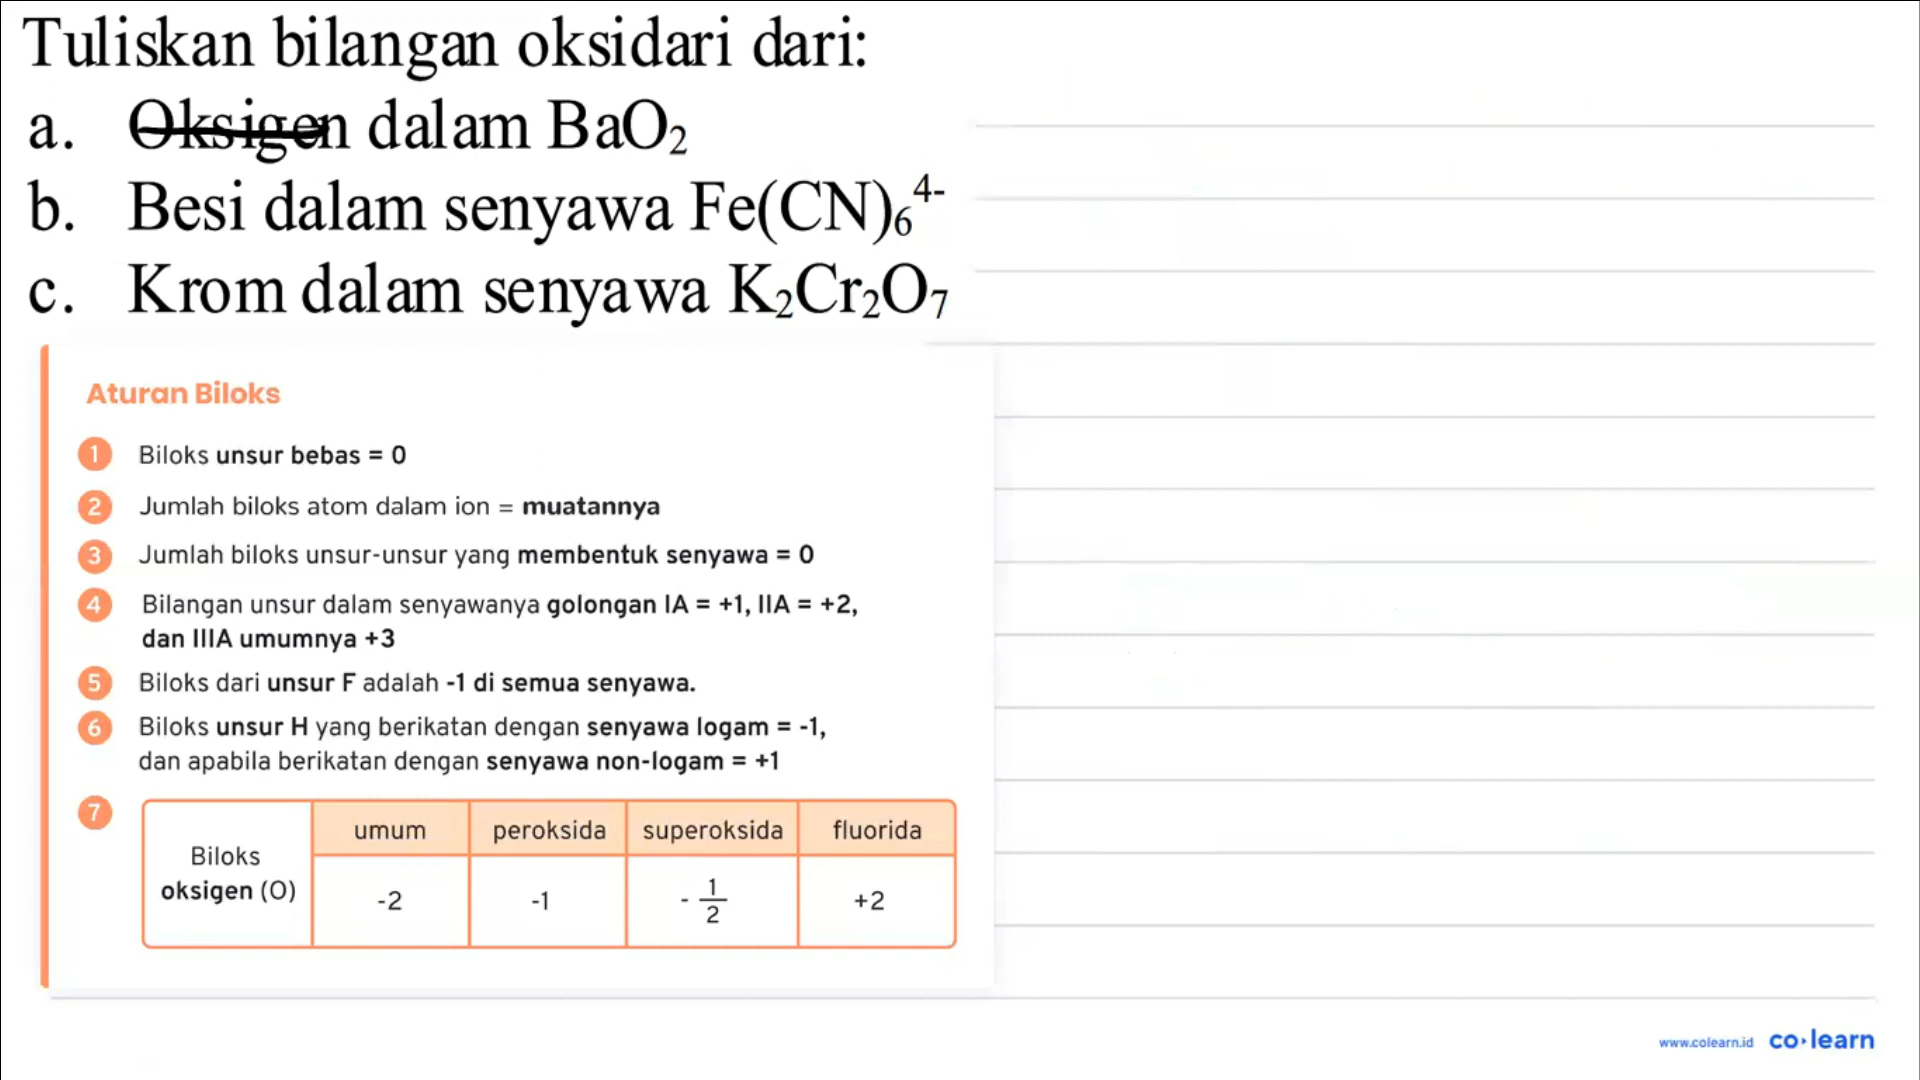 Tuliskan bilangan oksidari dari:
a. Oksigen dalam BaO₂
b. Besi dalam senyawa Fe(CN)₆⁴⁻
c. Krom dalam senyawa K₂Cr₂O₇
Aturan Biloks
1 Biloks unsur bebas = 0
2 Jumlah biloks atom dalam ion = muatannya
3 Jumlah biloks unsur-unsur yang membentuk senyawa = 0
4 Bilangan unsur dalam senyawanya golongan IA = +1, IIA = +2,
dan IIIA umumnya +3
5 Biloks dari unsur F adalah -1 di semua senyawa.
6 Biloks unsur H yang berikatan dengan senyawa logam = -1,
dan apabila berikatan dengan senyawa non-logam = +1
7
umum peroksida superoksida fluorida
Biloks
oksigen (O)
-2 -1 -1/2 +2
www.colearn.id co·learn